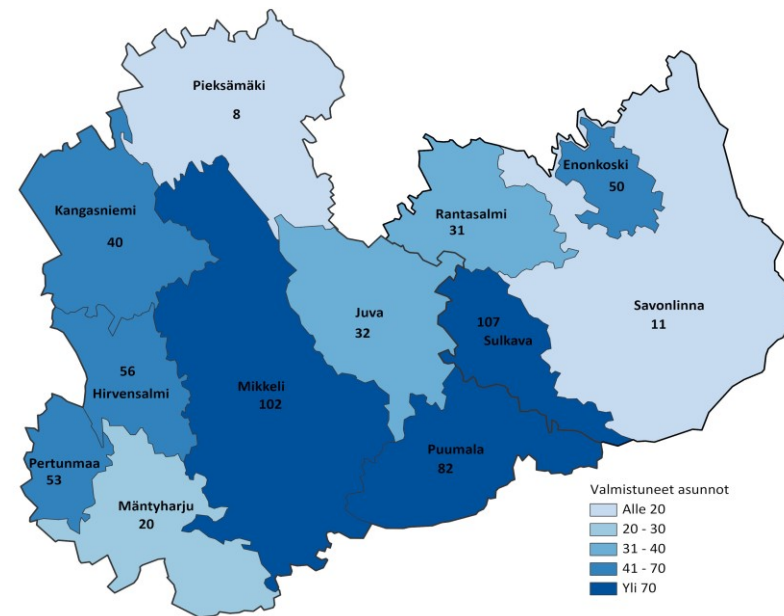 Pieksämäki
8
Enonkoski
50
Kangasniemi
40
Rantasalmi
31
Savonlinna
11
Juva
32
107
Sulkava
56
Hirvensalmi
Mikkeli
102
Puumala
82
Pertunmaa
53
Mäntyharju
20
Valmistuneet asunnot
Alle 20
20 - 30
31 - 40
41 - 70
Yli 70